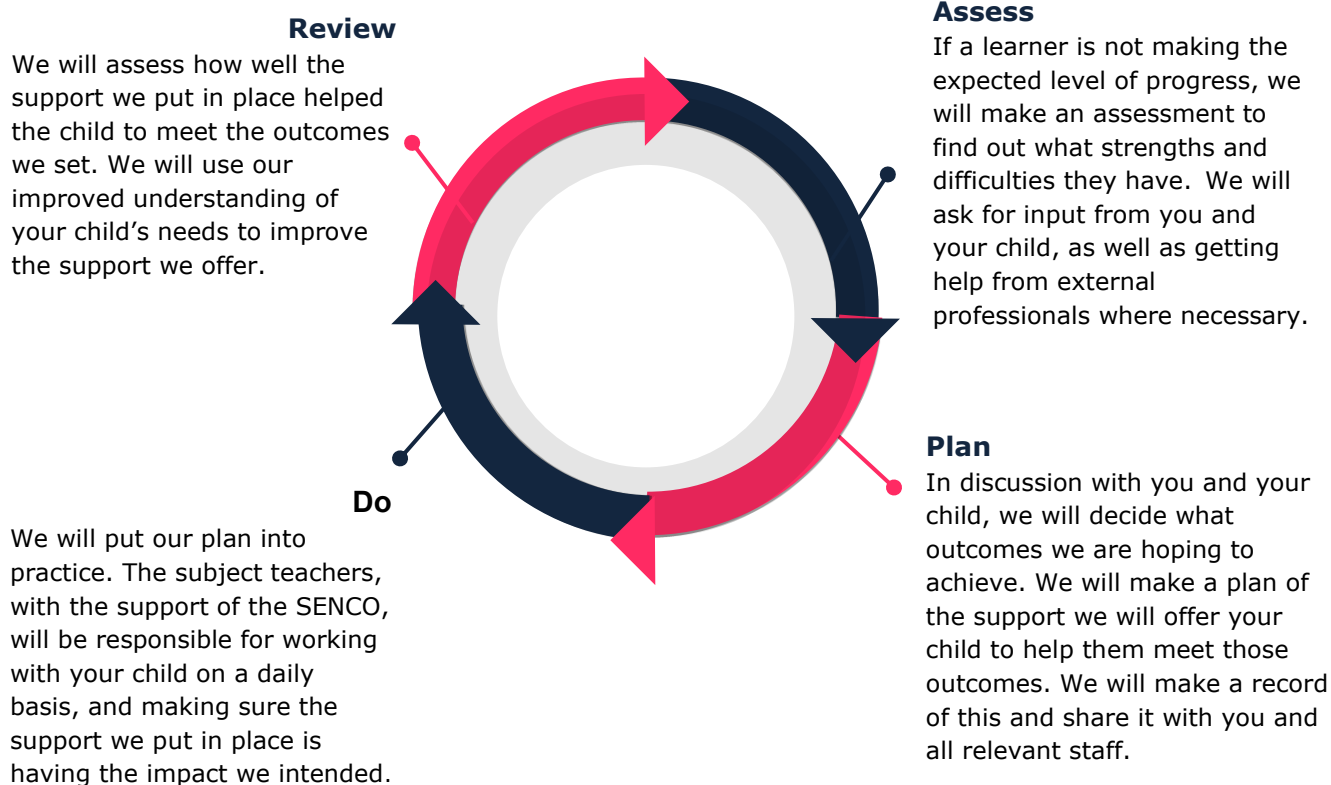 Assess
If a learner is not making the
expected level of progress, we
will make an assessment to
find out what strengths and
difficulties they have. We will
ask for input from you and
your child, as well as getting
help from external
professionals where necessary.
Plan
In discussion with you and your
child, we will decide what
outcomes we are hoping to
achieve. We will make a plan of
the support we will offer your
child to help them meet those
outcomes. We will make a record
of this and share it with you and
all relevant staff.
Do
We will put our plan into
practice. The subject teachers,
with the support of the SENCO,
will be responsible for working
with your child on a daily
basis, and making sure the
support we put in place is
having the impact we intended.
Review
We will assess how well the
support we put in place helped
the child to meet the outcomes
we set. We will use our
improved understanding of
your child’s needs to improve
the support we offer.